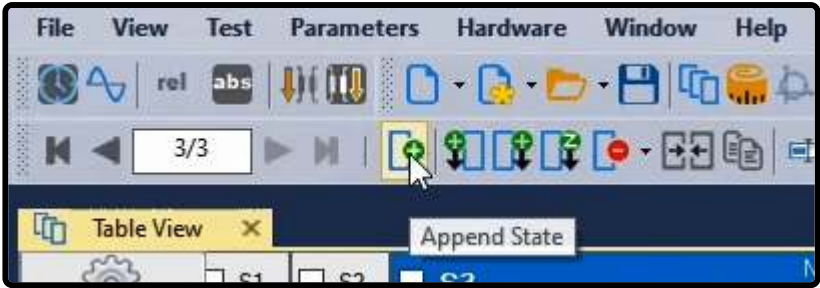 File View Test Parameters Hardware Window Help
rel abs
3/3
Table View
Append State
S1 S2 S3